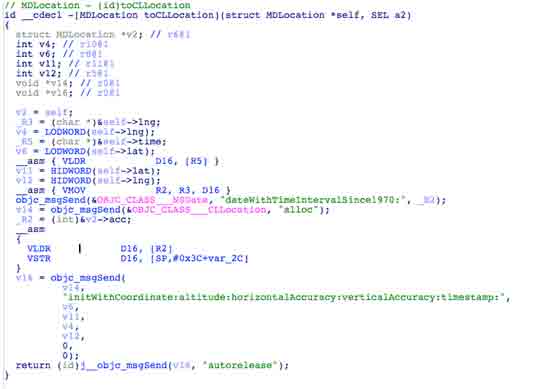 // MDLocation - (id)toCLLocation
id __cdecl -[MDLocation toCLLocation](struct MDLocation *self, SEL a2)
{
struct MDLocation *v2; // r6@1
int v4; // r10@1
int v6; // r8@1
int v11; // r11@1
int v12; // r5@1
void *v14; // r0@1
void *v16; // r0@1
v2 = self;
_R3 = (char *)&self->lng;
v4 = LODWORD(self->lng);
_R5 = (char *)&self->time;
v6 = LODWORD(self->lat);
__asm { VLDR D16, [R5] }
v11 = HIDWORD(self->lat);
v12 = HIDWORD(self->lng);
__asm { VMOV R2, R3, D16 }
objc_msgSend(&OBJC_CLASS___NSDate, "dateWithTimeIntervalSince1970:", _R2);
v14 = objc_msgSend(&OBJC_CLASS___CLLocation, "alloc");
_R2 = (int)&v2->acc;
__asm
{
VLDR D16, [R2]
VSTR D16, [SP,#0x3C+var_2C]
}
v16 = objc_msgSend(
v14,
"initWithCoordinate:altitude:horizontalAccuracy:verticalAccuracy:timestamp:",
v6,
v11,
v4,
v12,
0,
0);
return (id)j__objc_msgSend(v16, "autorelease");
}